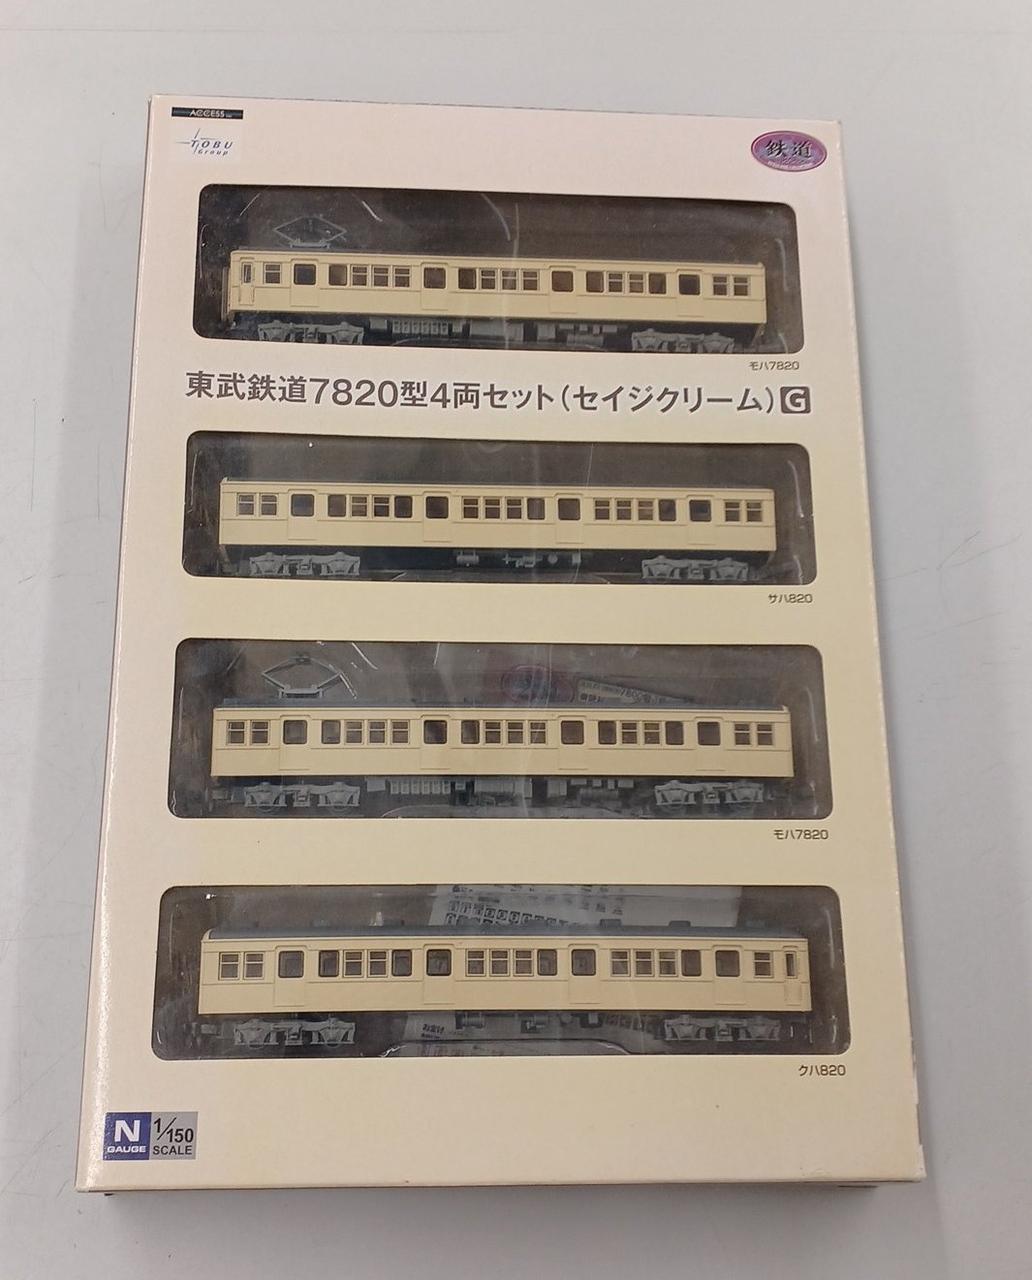 ACCESS
TOBU
Group
鉄道
モハ7820
東武鉄道7820型4両セット(セイジクリーム)G
サハ820
モハ7820
クハ820
N
GAUGE
1/150
SCALE